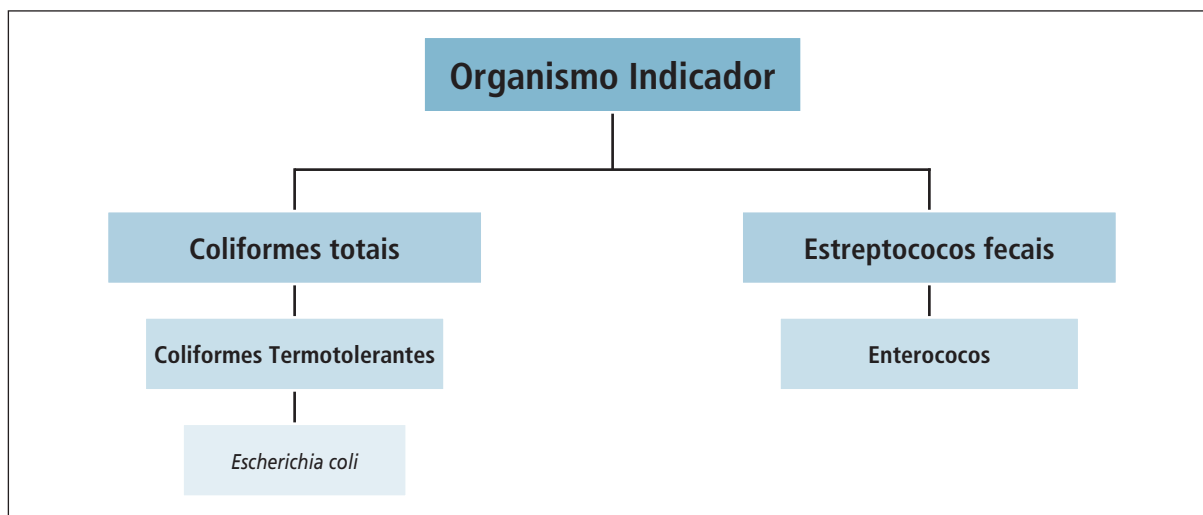 Organismo Indicador
Coliformes totais
Estreptococos fecais
Coliformes Termotolerantes
Enterococos
Escherichia coli